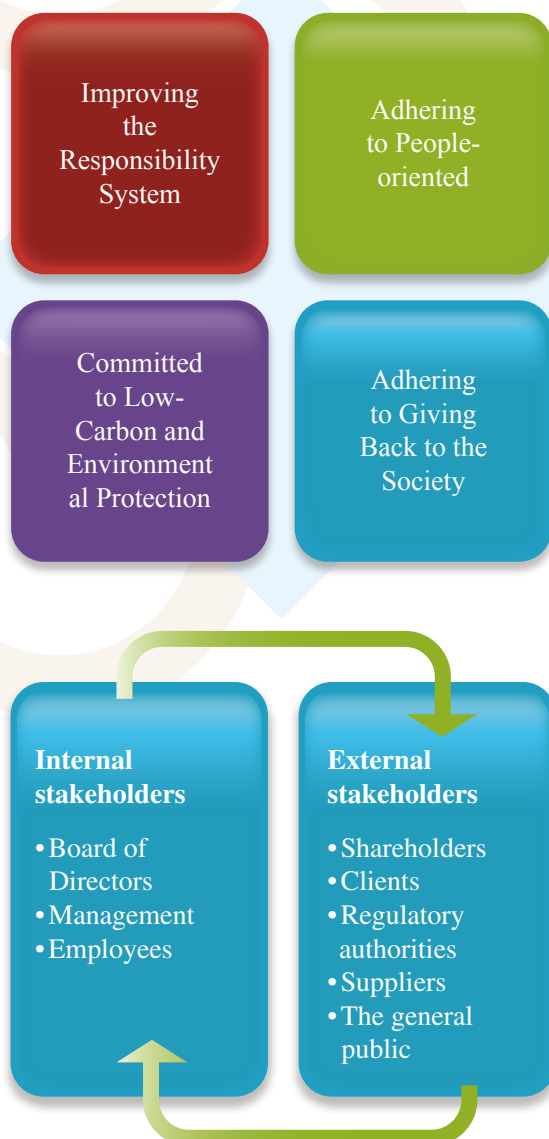 Improving
the
Responsibility
System
Adhering
to People-
oriented
Committed
to Low-
Carbon and
Environment
al Protection
Adhering
to Giving
Back to the
Society
Internal
stakeholders
•Board of
Directors
•Management
•Employees
External
stakeholders
•Shareholders
•Clients
•Regulatory
authorities
•Suppliers
•The general
public